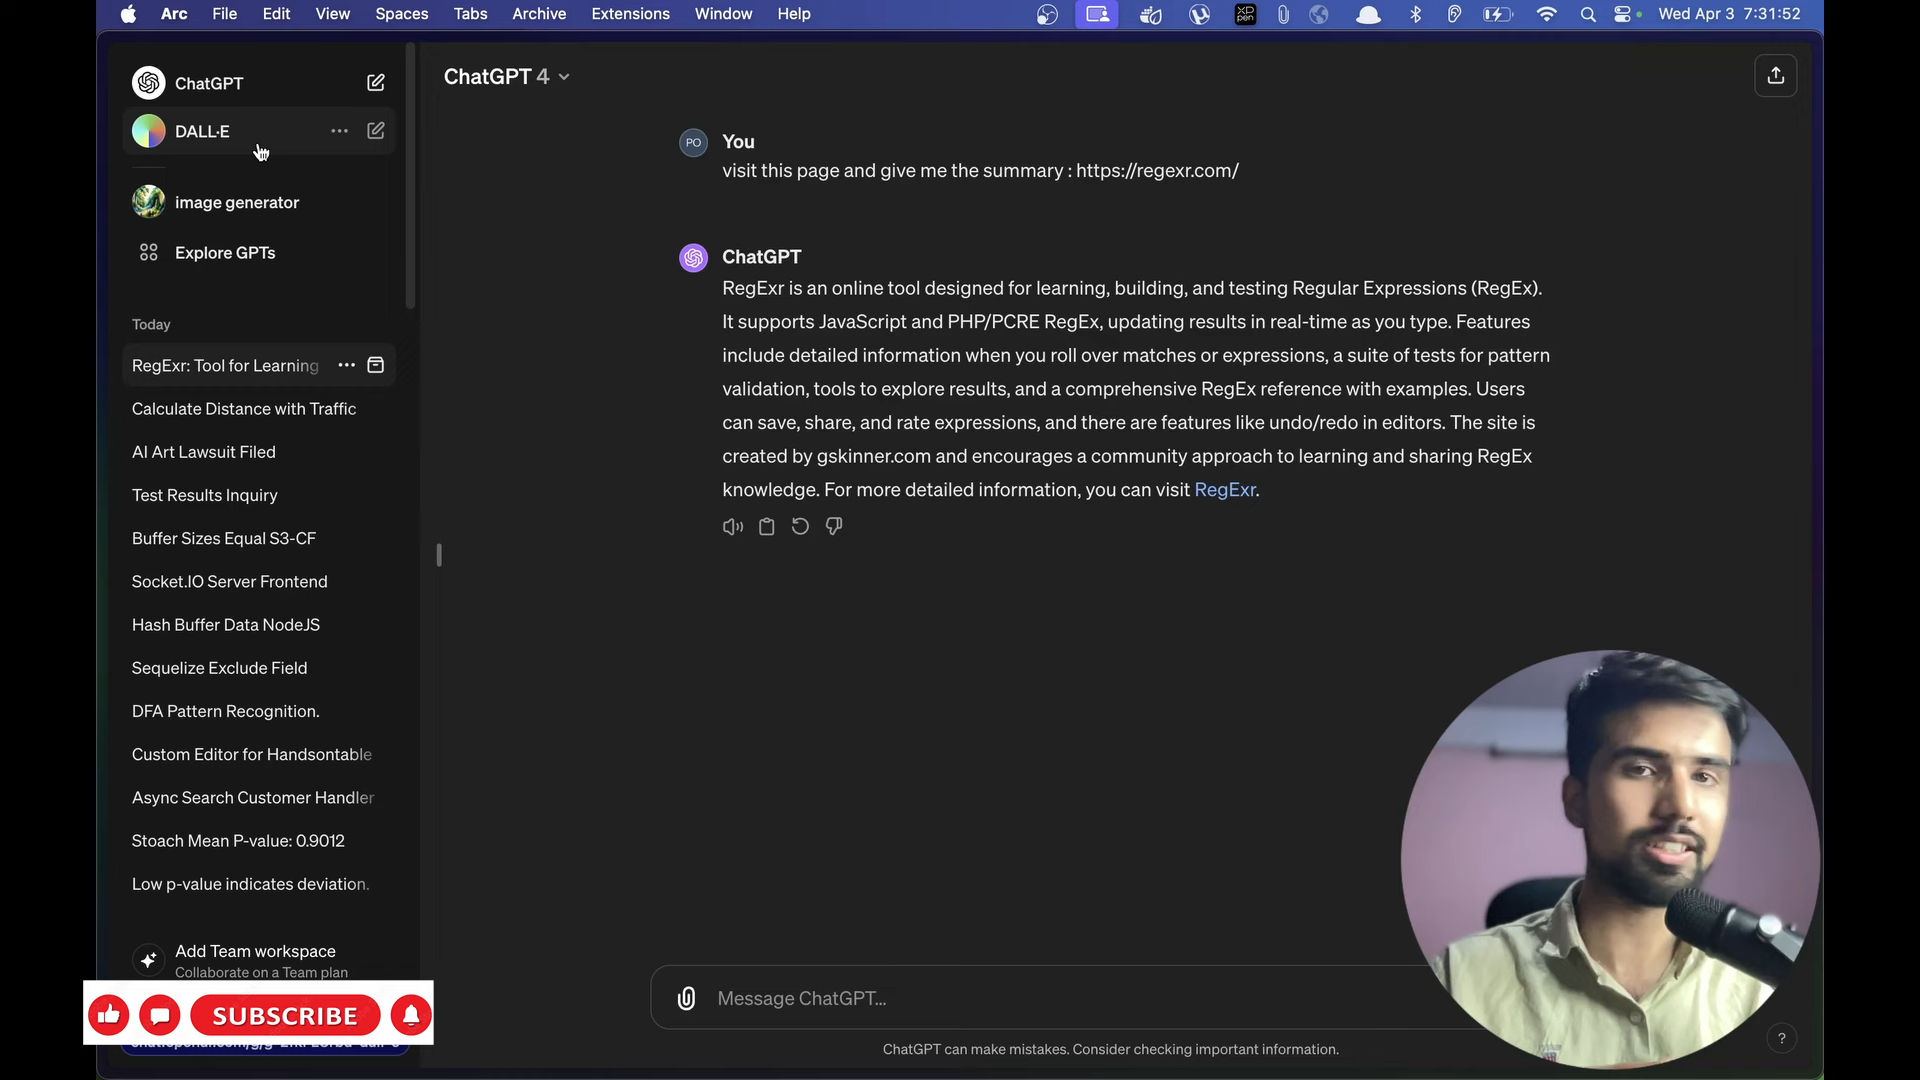 Arc File Edit View Spaces Tabs Archive Extensions Window Help
XP
pen
Wed Apr 3 7:31:52
ChatGPT
DALL·E
image generator
Explore GPTs
Today
RegExr: Tool for Learning
Calculate Distance with Traffic
AI Art Lawsuit Filed
Test Results Inquiry
Buffer Sizes Equal S3-CF
Socket.IO Server Frontend
Hash Buffer Data NodeJS
Sequelize Exclude Field
DFA Pattern Recognition.
Custom Editor for Handsontable
Async Search Customer Handler
Stoach Mean P-value: 0.9012
Low p-value indicates deviation.
Add Team workspace
Collaborate on a Team plan
SUBSCRIBE
ChatGPT 4
PO
You
visit this page and give me the summary : https://regexr.com/
ChatGPT
RegExr is an online tool designed for learning, building, and testing Regular Expressions (RegEx).
It supports JavaScript and PHP/PCRE RegEx, updating results in real-time as you type. Features
include detailed information when you roll over matches or expressions, a suite of tests for pattern
validation, tools to explore results, and a comprehensive RegEx reference with examples. Users
can save, share, and rate expressions, and there are features like undo/redo in editors. The site is
created by gskinner.com and encourages a community approach to learning and sharing RegEx
knowledge. For more detailed information, you can visit RegExr.
Message ChatGPT...
ChatGPT can make mistakes. Consider checking important information.
?